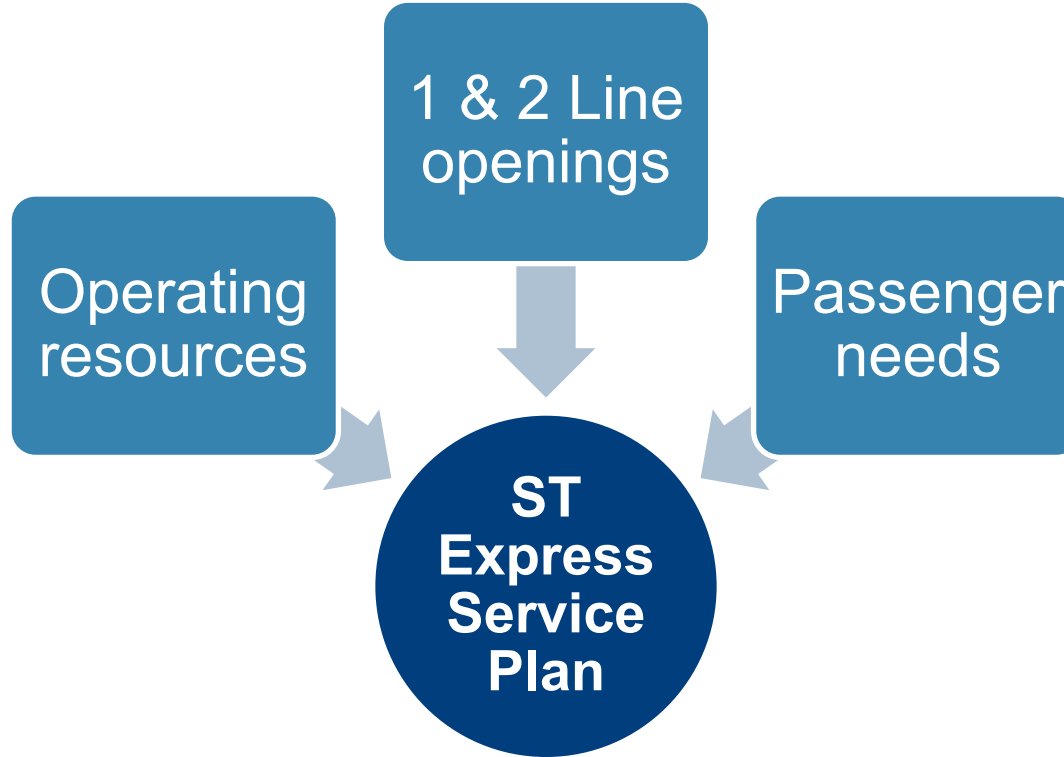 1 & 2 Line
openings
Operating
resources
Passenger
needs
ST
Express
Service
Plan